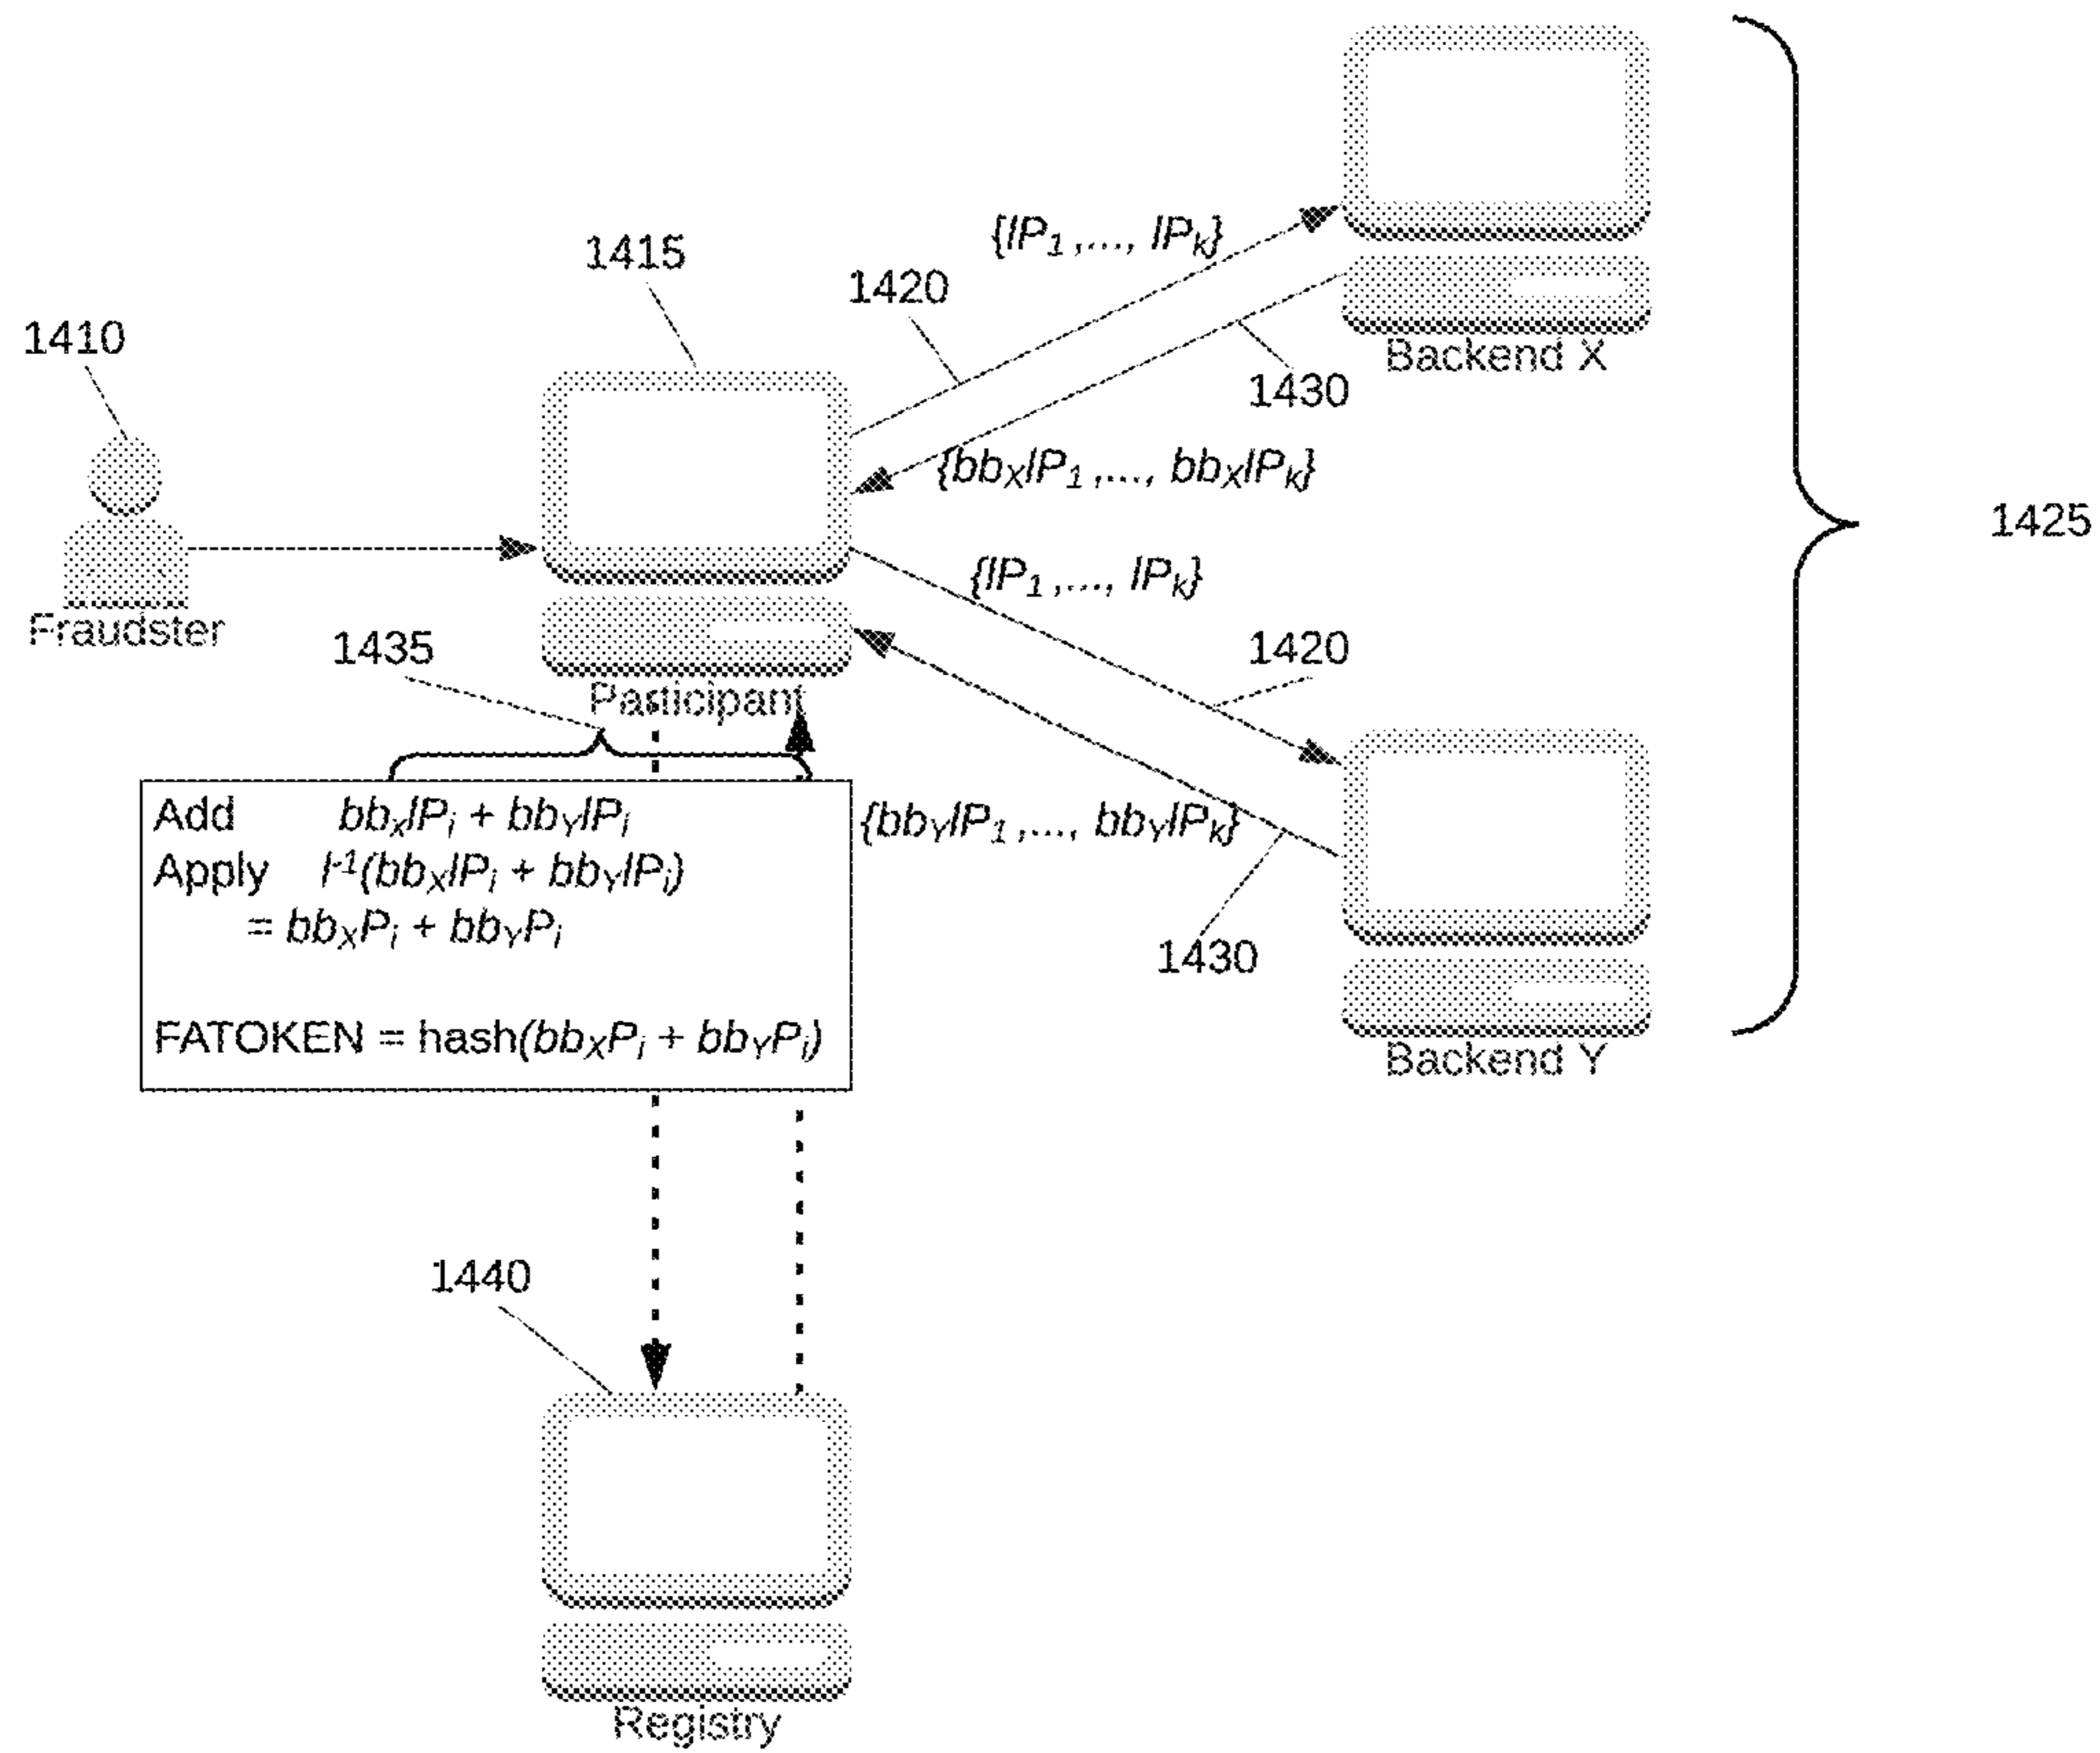 {lP₁ ,..., lPₖ}
1415
1420
1410
Backend X
1430
{bbₓlP₁ ,..., bbₓlPₖ}
1425
{lP₁ ,..., lPₖ}
Fraudster
1435
1420
Participant
Add bbₓlPᵢ + bbYlPᵢ
Apply l⁻¹(bbₓlPᵢ + bbYlPᵢ)
= bbₓPᵢ + bbYPᵢ
FATOKEN = hash(bbₓPᵢ + bbYPᵢ)
{bbYlP₁ ,..., bbYlPₖ}
1430
Backend Y
1440
Registry